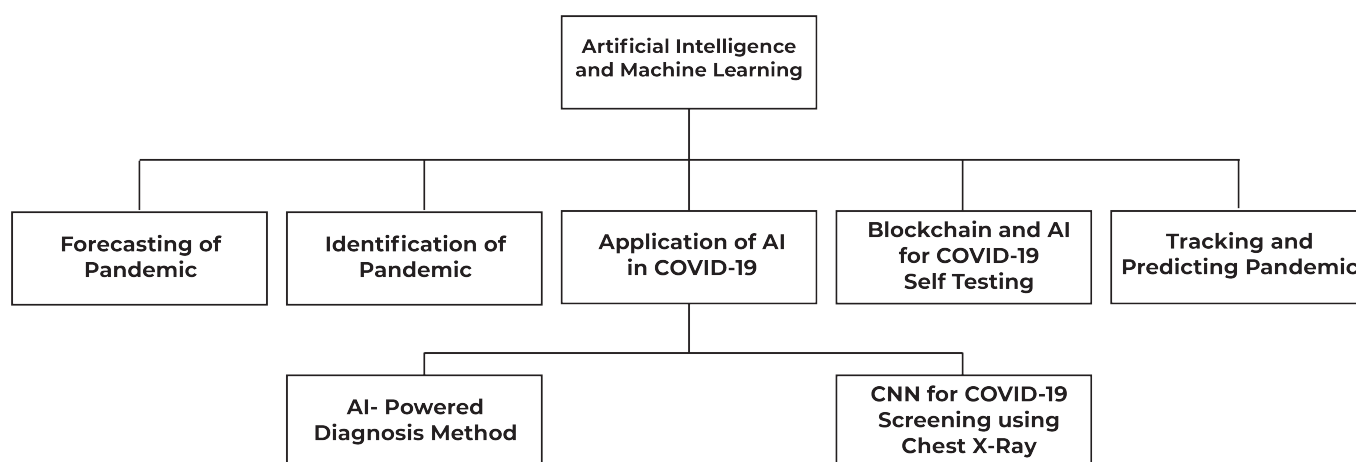 Artificial Intelligence
and Machine Learning
Forecasting of
Pandemic
Identification of
Pandemic
Application of AI
in COVID-19
Blockchain and AI
for COVID-19
Self Testing
Tracking and
Predicting Pandemic
AI- Powered
Diagnosis Method
CNN for COVID-19
Screening using
Chest X-Ray